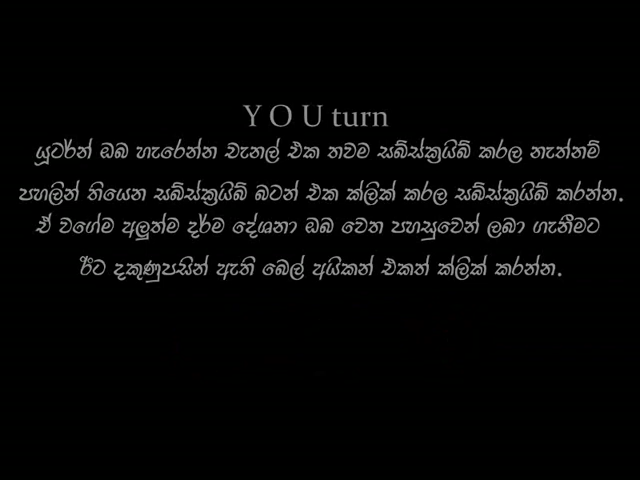 Y O U turn
යූටර්න් ඔබ හැරෙන්න චැනල් එක තවම සබ්ස්ක්‍රයිබ් කරල නැත්නම්
පහලින් තියෙන සබ්ස්ක්‍රයිබ් බටන් එක ක්ලික් කරල සබ්ස්ක්‍රයිබ් කරන්න.
ඒ වගේම අලුත්ම දර්ම දේශනා ඔබ වෙත පහසුවෙන් ලබා ගැනීමට
ඊට දකුණුපසින් ඇති බෙල් අයිකන් එකත් ක්ලික් කරන්න.